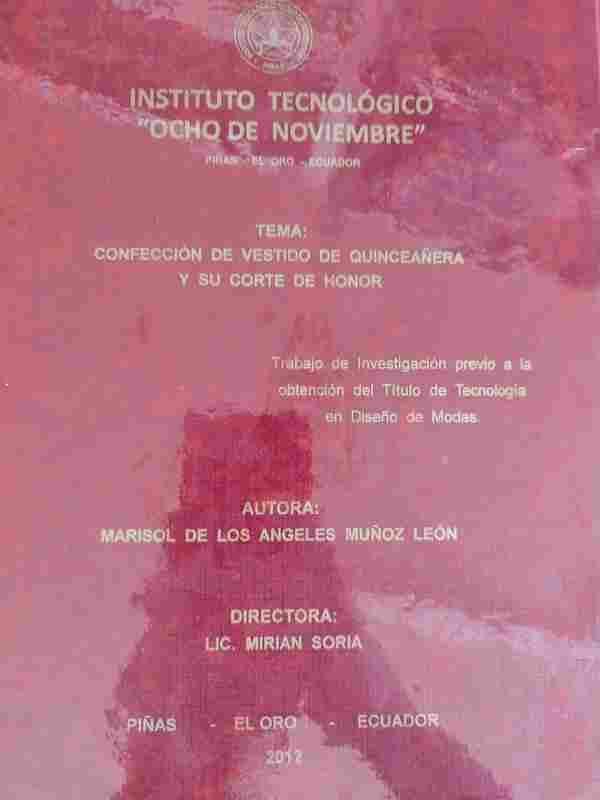 INSTITUTO TECNOLÓGICO
"OCHO DE NOVIEMBRE"
PIÑAS - EL ORO - ECUADOR
TEMA:
CONFECCIÓN DE VESTIDO DE QUINCEAÑERA
Y SU CORTE DE HONOR
Trabajo de Investigación previo a la
obtención del Título de Tecnología
en Diseño de Modas.
AUTORA:
MARISOL DE LOS ANGELES MUÑOZ LEÓN
DIRECTORA:
LIC. MIRIAN SORIA
PIÑAS - EL ORO - ECUADOR
2012